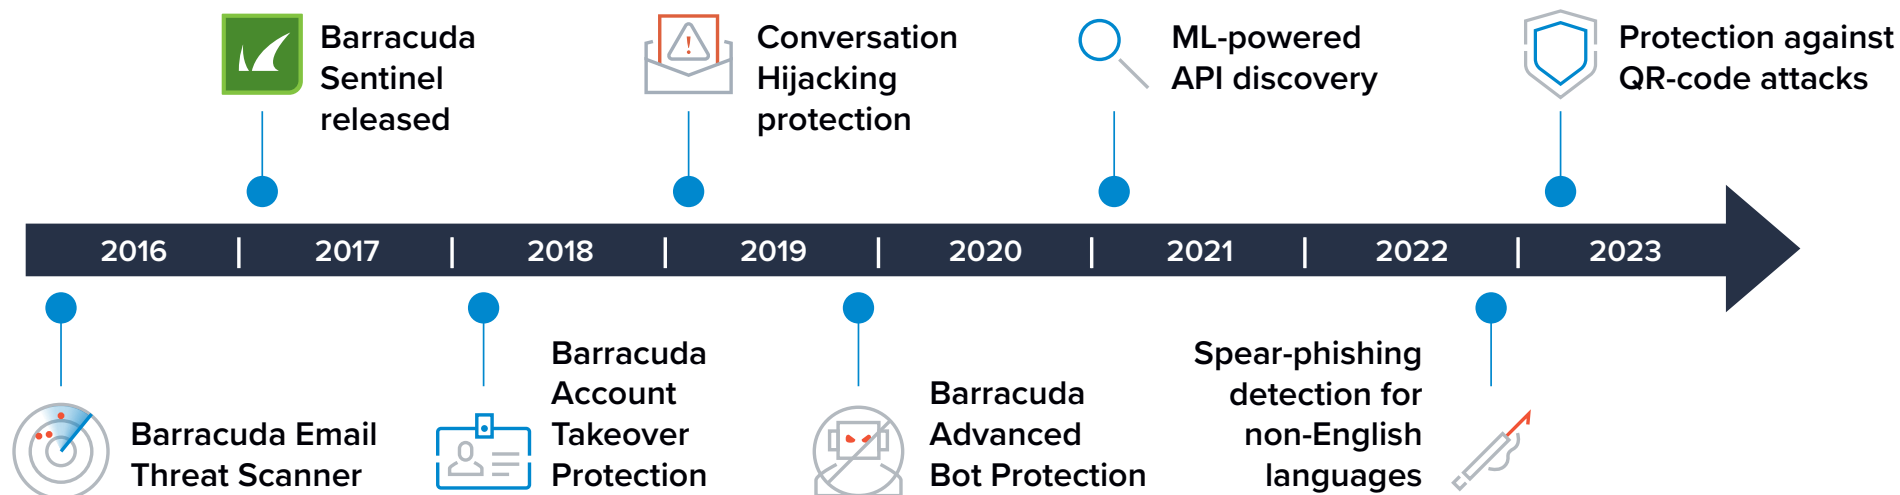 Barracuda
Sentinel
released
Conversation
Hijacking
protection
ML-powered
API discovery
Protection against
QR-code attacks
2016 | 2017 | 2018 | 2019 | 2020 | 2021 | 2022 | 2023
Barracuda Email
Threat Scanner
Barracuda
Account
Takeover
Protection
Barracuda
Advanced
Bot Protection
Spear-phishing
detection for
non-English
languages